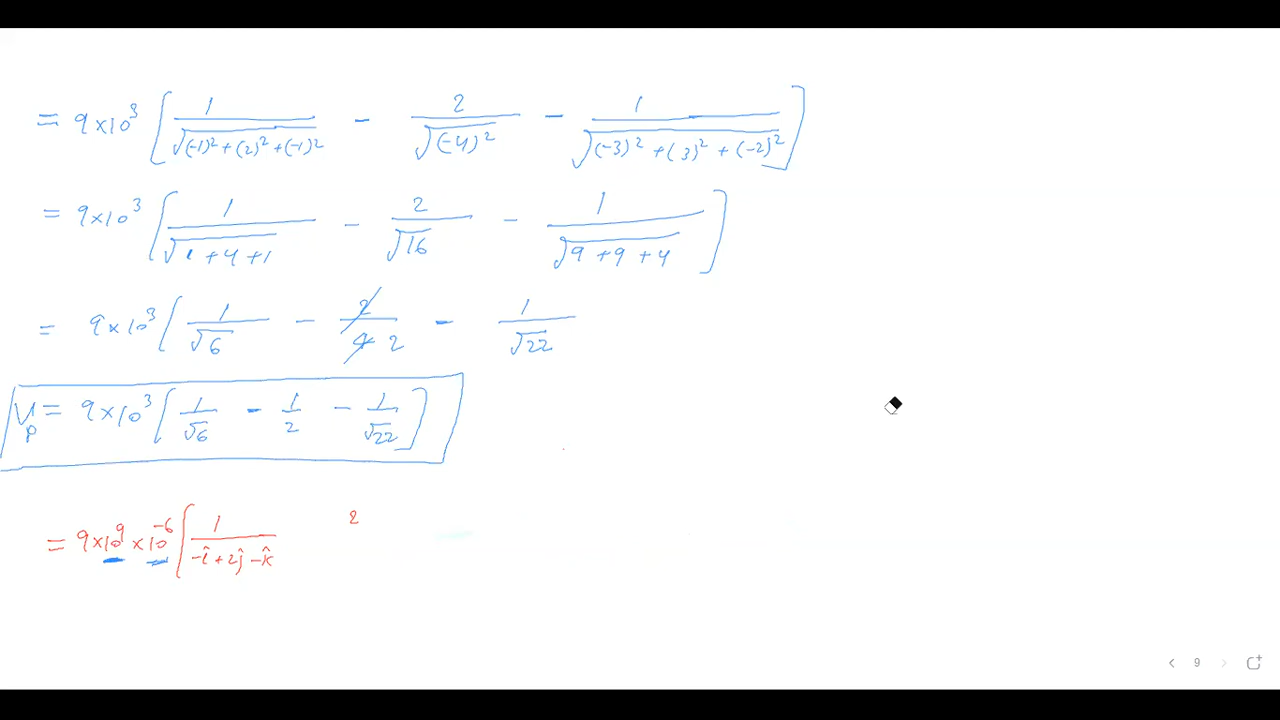 = 9×10³ [ 1/√((-1)²+(2)²+(-1)²) - 2/√((-4)²) - 1/√((-3)²+(3)²+(-2)²) ]
= 9×10³ [ 1/√(1+4+1) - 2/√16 - 1/√(9+9+4) ]
= 9×10³ [ 1/√6 - 2/4 2 - 1/√22
V_p = 9×10³ [ 1/√6 - 1/2 - 1/√22 ]
= 9×10⁹×10⁻⁶ [ 1/(-î+2ĵ-k̂) 2
9